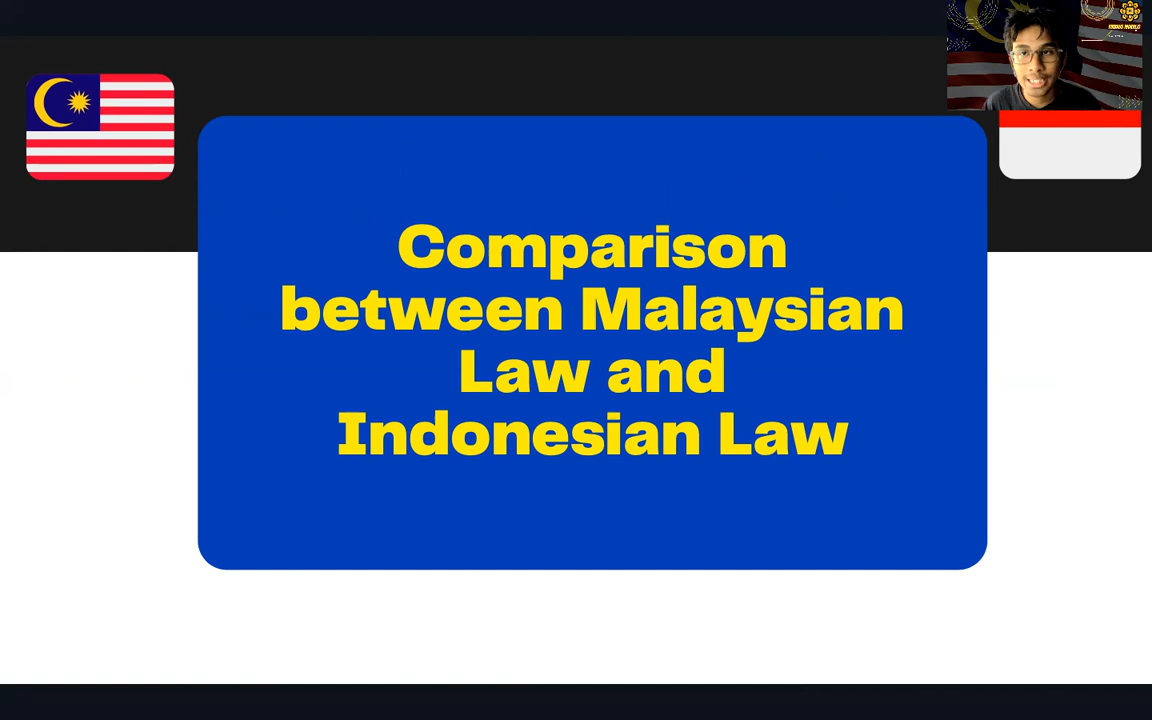 Comparison
between Malaysian
Law and
Indonesian Law